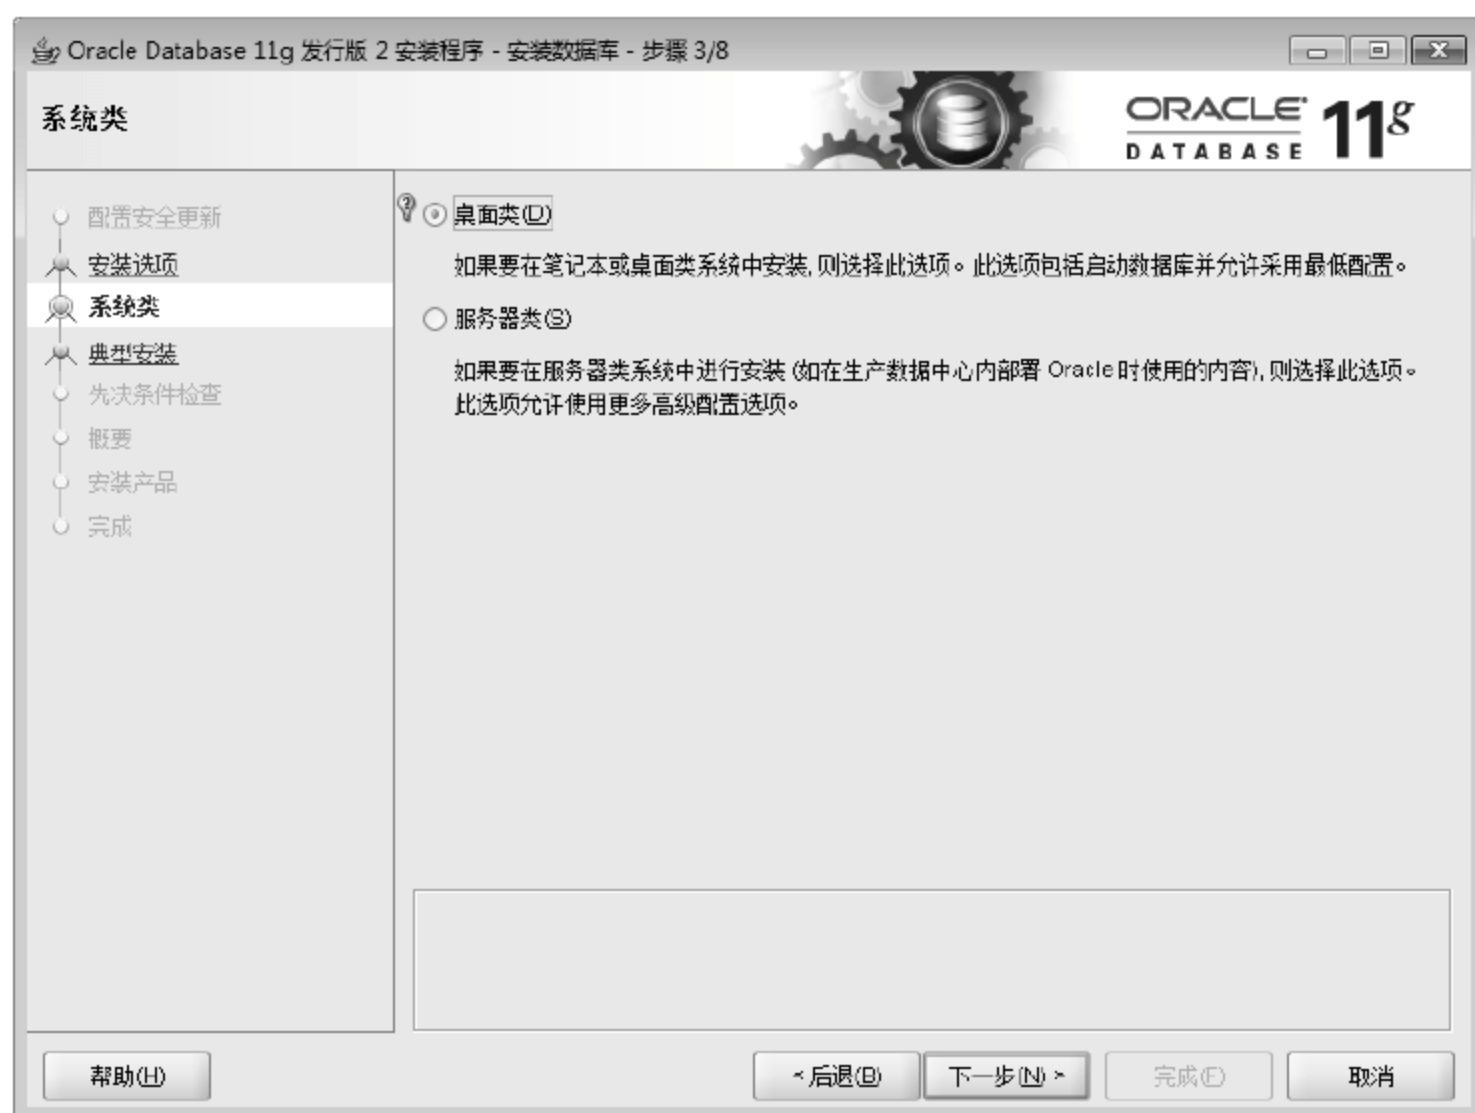 Oracle Database 11g 发行版 2 安装程序 - 安装数据库 - 步骤 3/8
系统类
ORACLE
DATABASE 11g
配置安全更新
安装选项
系统类
典型安装
先决条件检查
概要
安装产品
完成
桌面类(D)
如果要在笔记本或桌面类系统中安装, 则选择此选项。此选项包括启动数据库并允许采用最低配置。
服务器类(S)
如果要在服务器类系统中进行安装 (如在生产数据中心内部署 Oracle 时使用的内容), 则选择此选项。
此选项允许使用更多高级配置选项。
帮助(H)
< 后退(B)
下一步(N) >
完成(F)
取消